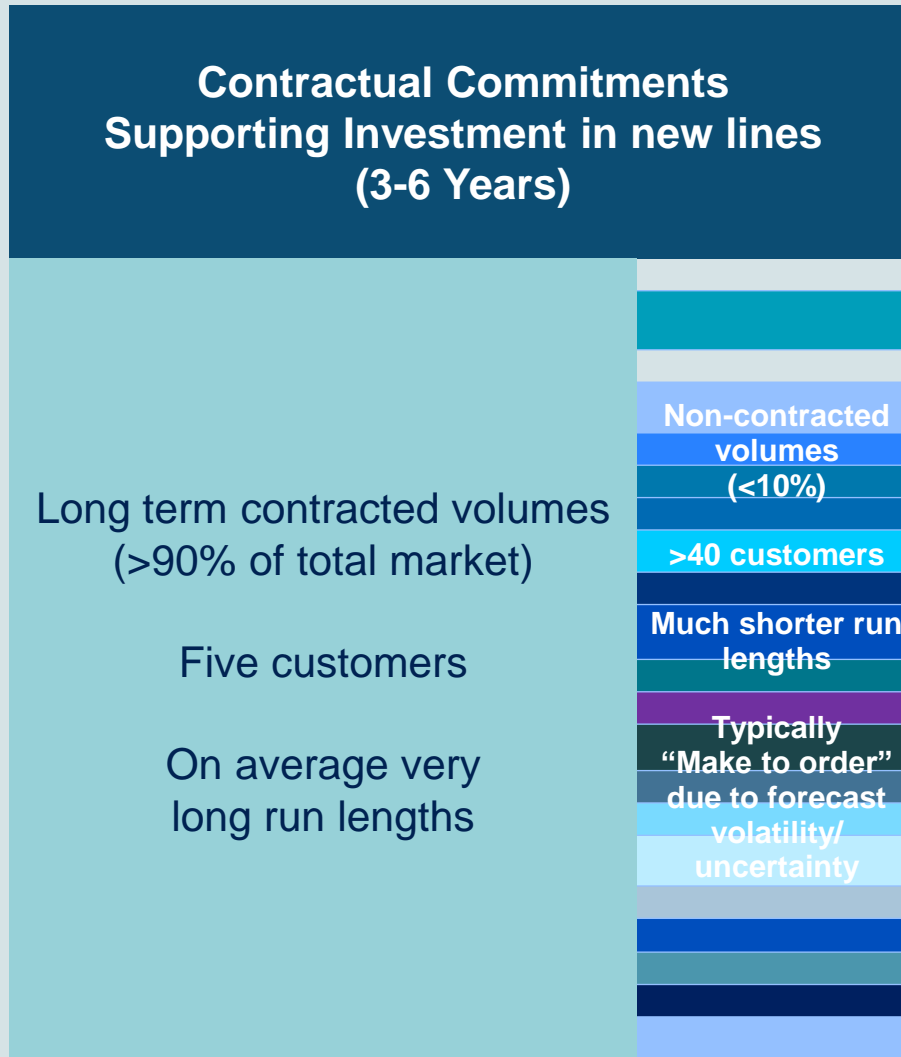 Contractual Commitments
Supporting Investment in new lines
(3-6 Years)
Long term contracted volumes
(>90% of total market)
Five customers
On average very
long run lengths
Non-contracted
volumes
(<10%)
>40 customers
Much shorter run
lengths
Typically
“Make to order”
due to forecast
volatility/
uncertainty